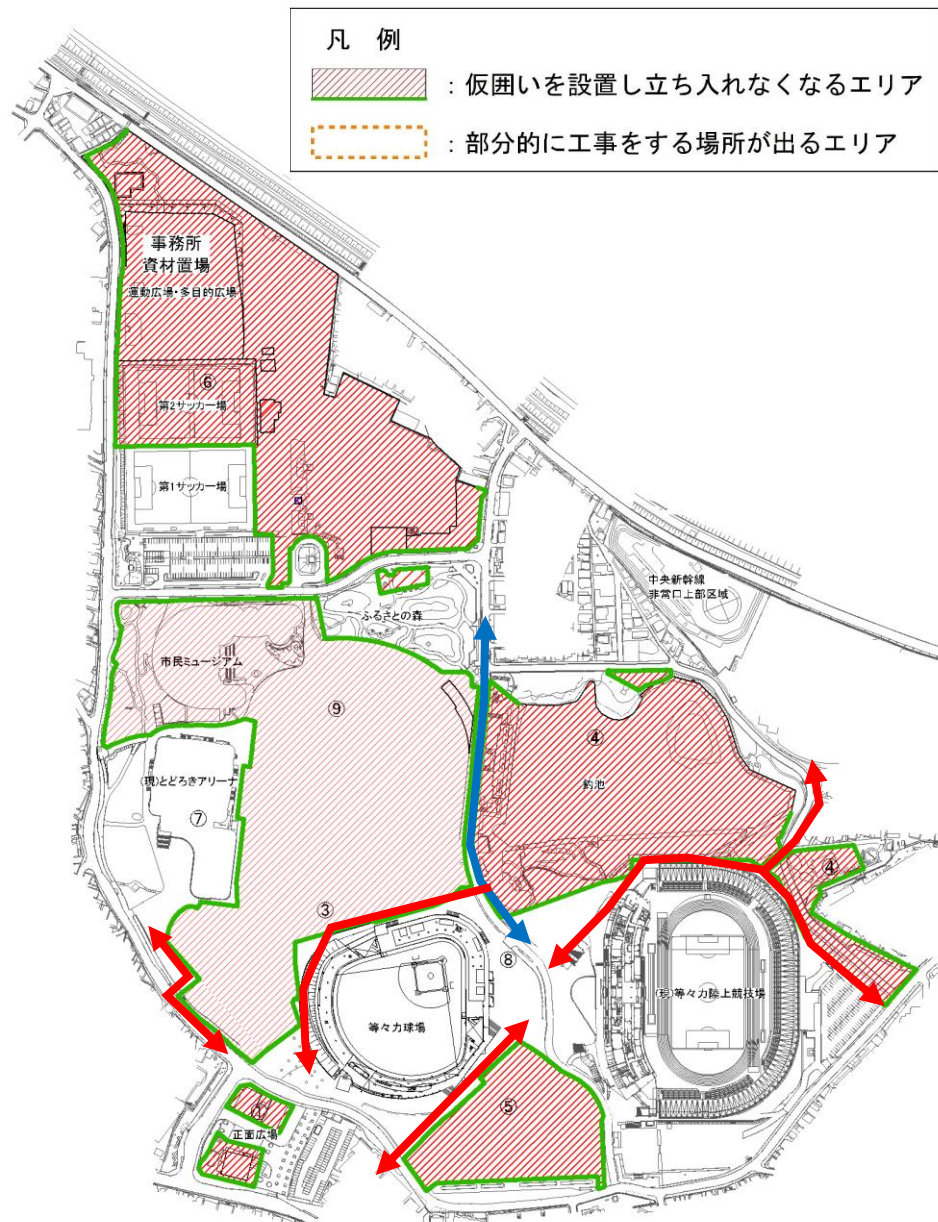 凡 例
：仮囲いを設置し立ち入れなくなるエリア
：部分的に工事をする場所が出るエリア
事務所
資材置場
運動広場・多目的広場
⑥
第2サッカー場
第1サッカー場
中央新幹線
非常口上部区域
ふるさとの森
市民ミュージアム
⑨
④
釣池
(現)とどろきアリーナ
⑦
④
③
⑧
(現)等々力陸上競技場
等々力球場
⑤
正面広場